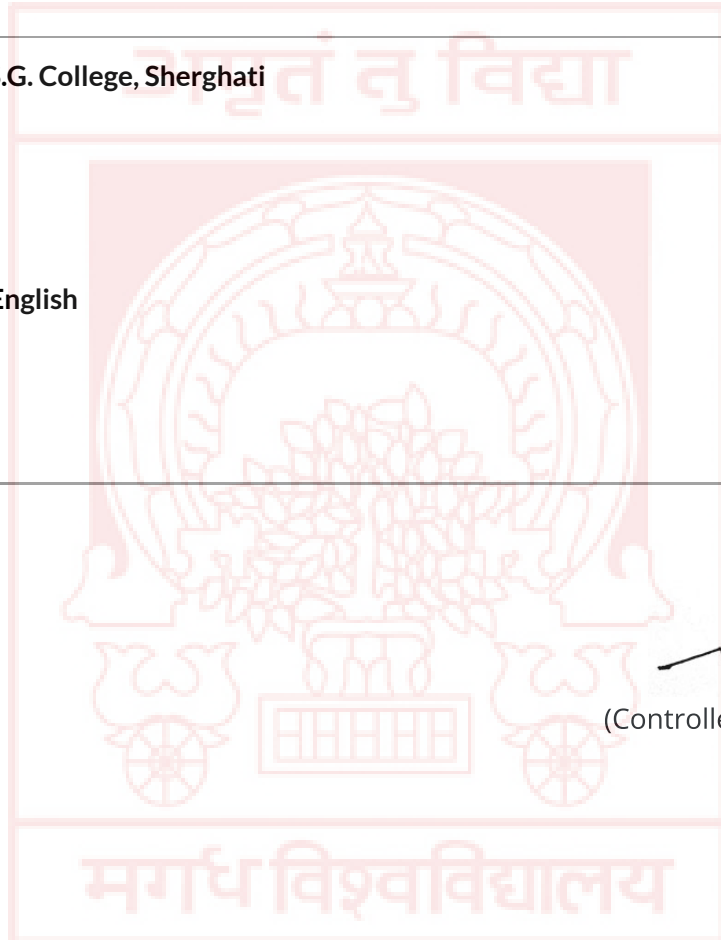 अमृतं तु विद्या
.G. College, Sherghati
English
(Controlle
मगध विश्वविद्यालय